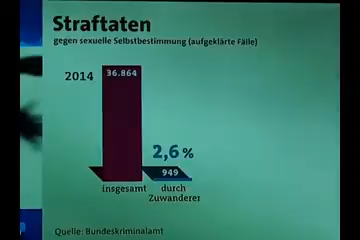 Straftaten
gegen sexuelle Selbstbestimmung (aufgeklärte Fälle)
2014
36.864
2,6 %
949
insgesamt
durch
Zuwanderer
Quelle: Bundeskriminalamt